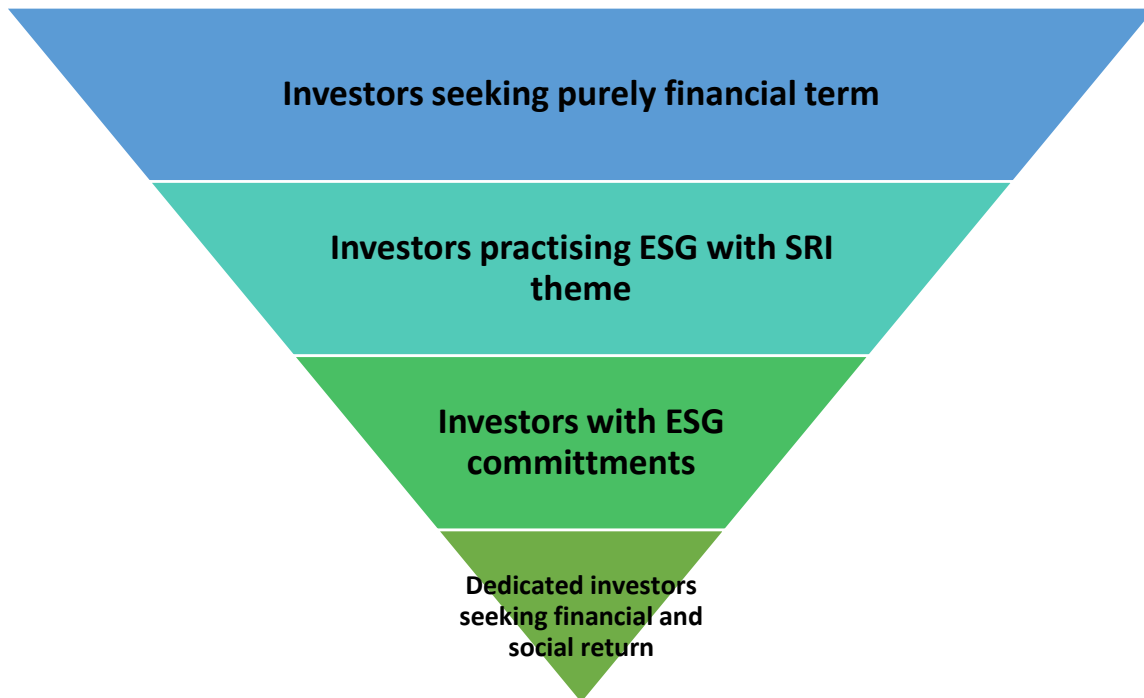 Investors seeking purely financial term
Investors practising ESG with SRI
theme
Investors with ESG
committments
Dedicated investors
seeking financial and
social return